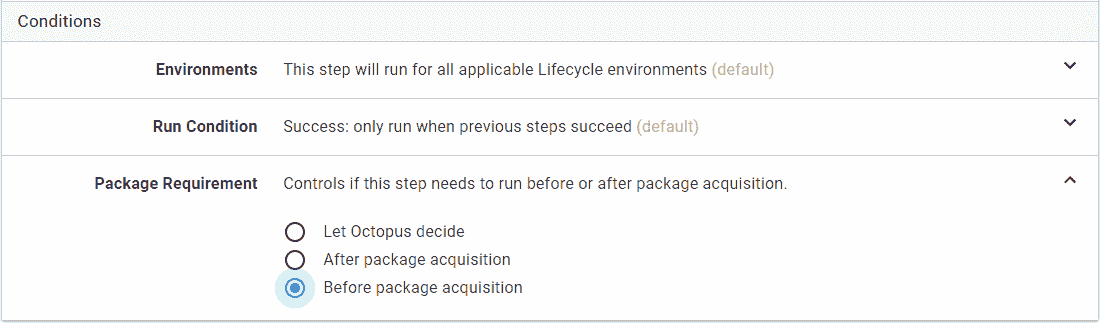 Conditions
Environments This step will run for all applicable Lifecycle environments (default)
Run Condition Success: only run when previous steps succeed (default)
Package Requirement Controls if this step needs to run before or after package acquisition.
Let Octopus decide
After package acquisition
Before package acquisition